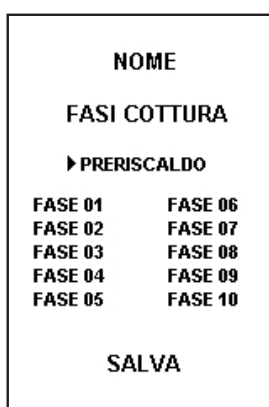 NOME
FASI COTTURA
PRERISCALDO
FASE 01 FASE 06
FASE 02 FASE 07
FASE 03 FASE 08
FASE 04 FASE 09
FASE 05 FASE 10
SALVA